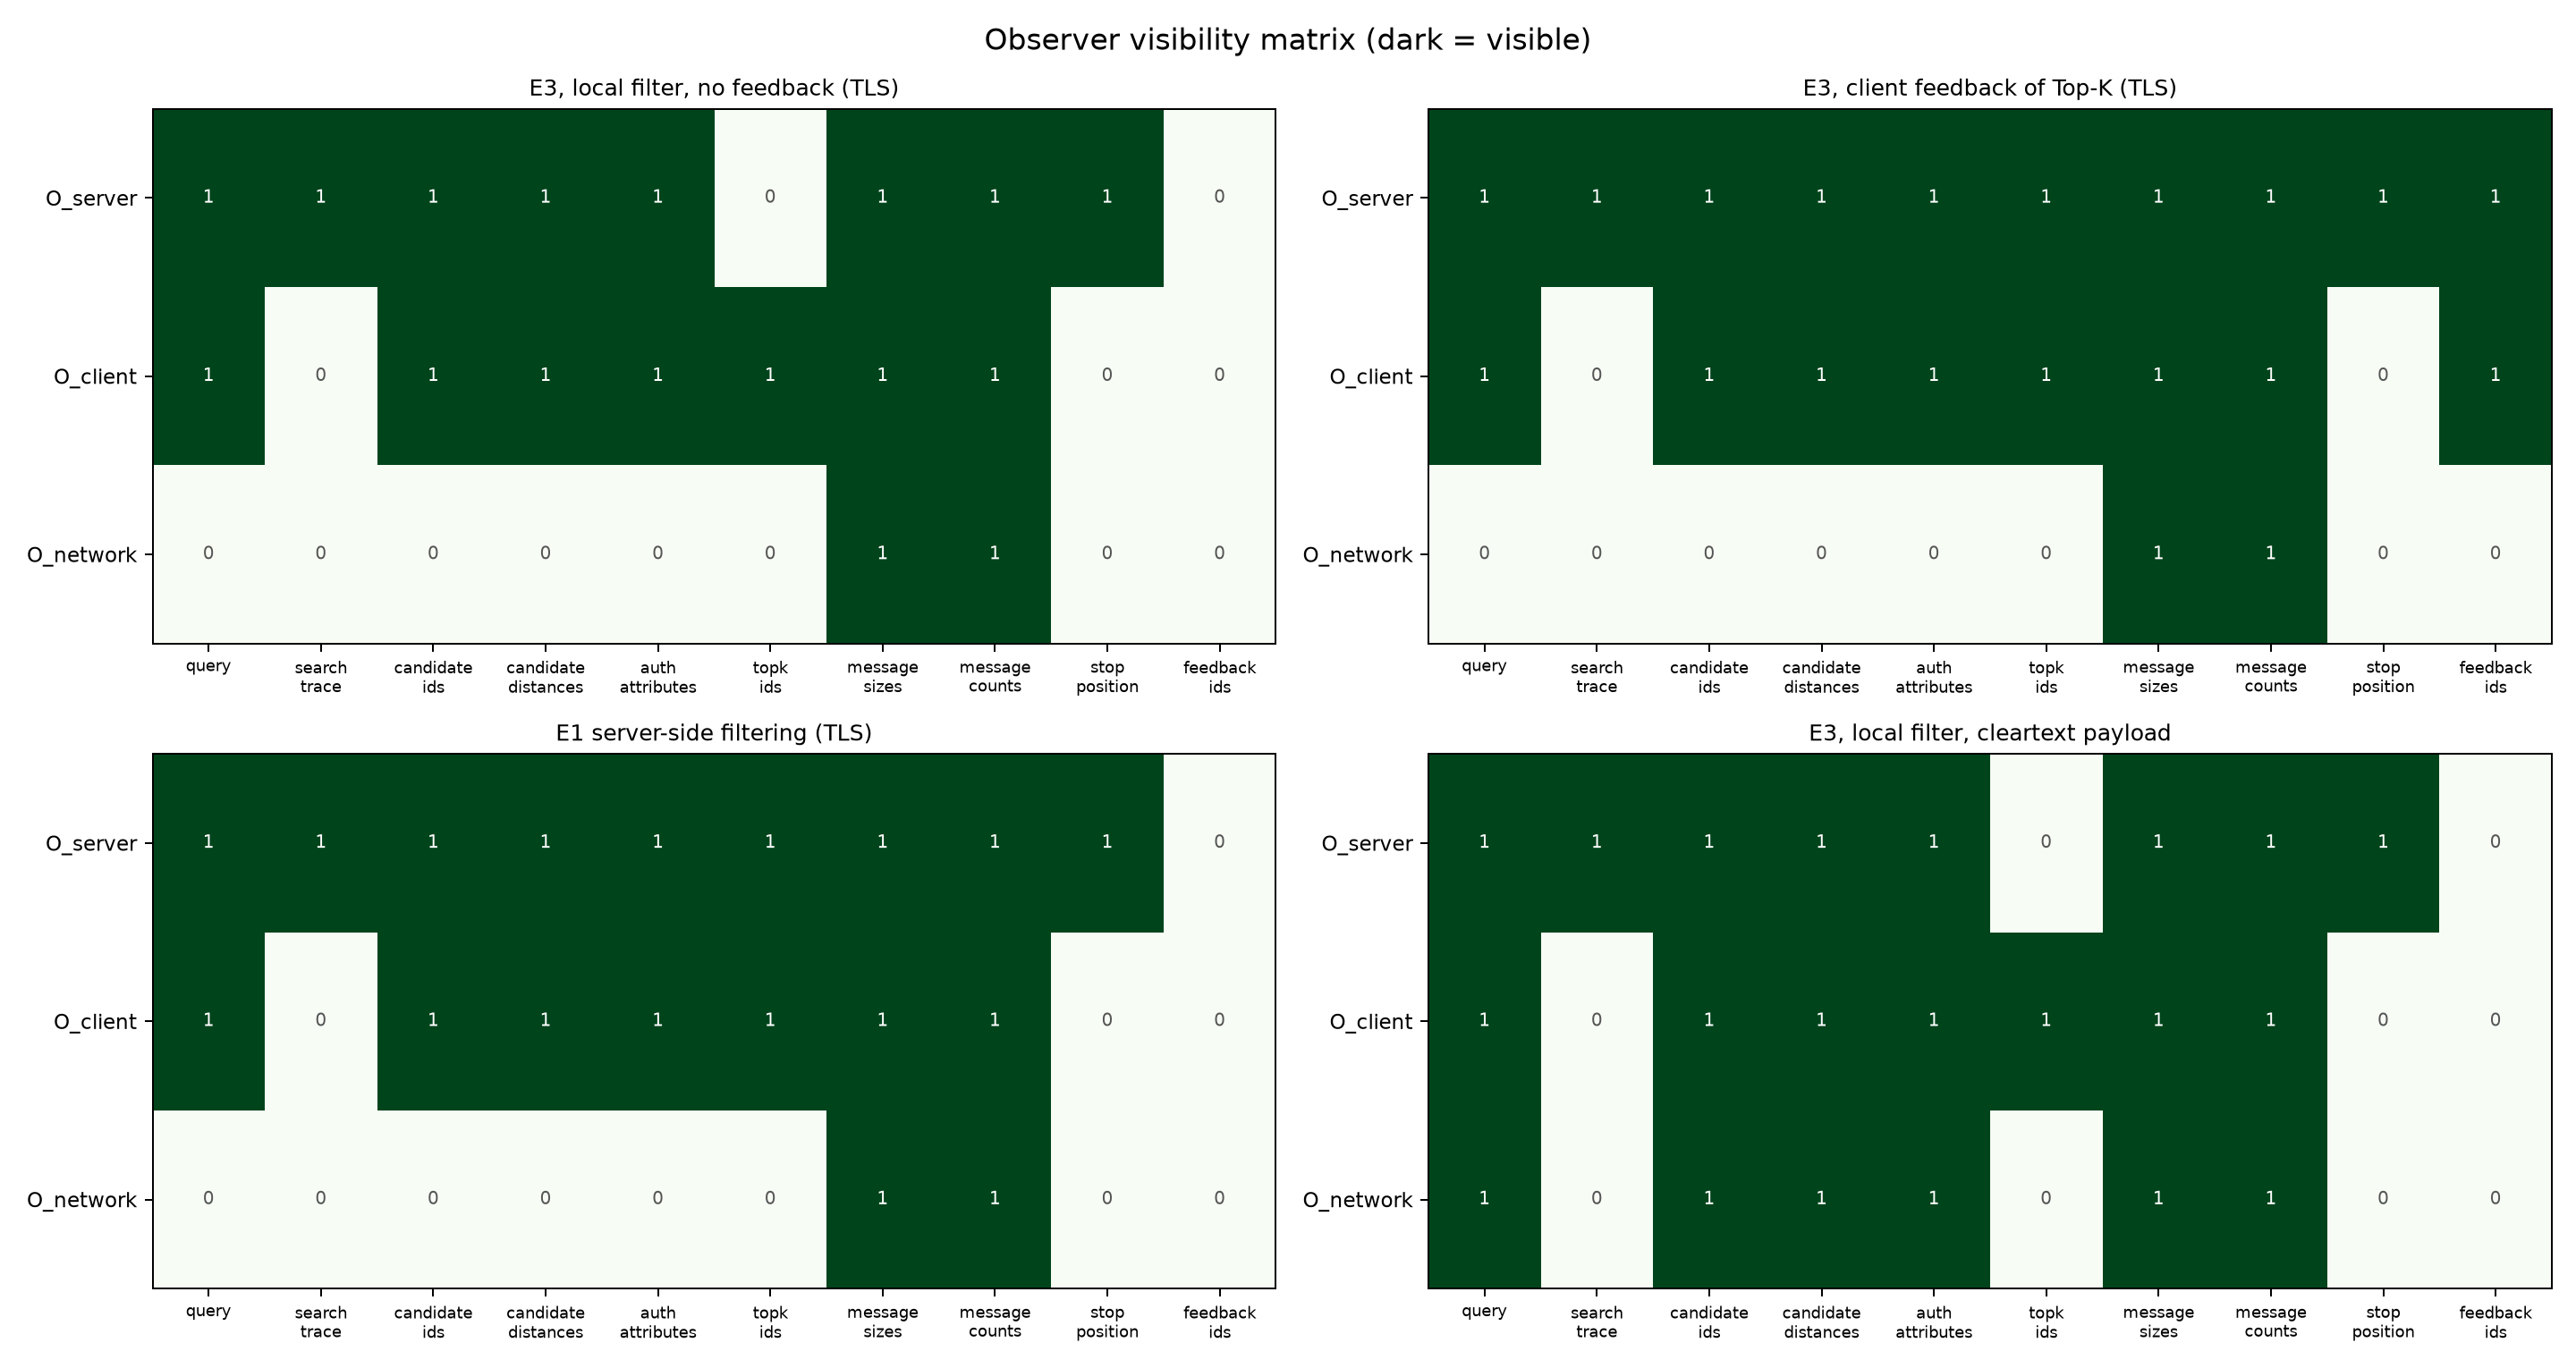 Observer visibility matrix (dark = visible)
E3, local filter, no feedback (TLS)
O_server 1 1 1 1 1 0 1 1 1 0
O_client 1 0 1 1 1 1 1 1 0 0
O_network 0 0 0 0 0 0 1 1 0 0
query search candidate candidate auth topk message message stop feedback
trace ids distances attributes ids sizes counts position ids
E3, client feedback of Top-K (TLS)
O_server 1 1 1 1 1 1 1 1 1 1
O_client 1 0 1 1 1 1 1 1 0 1
O_network 0 0 0 0 0 0 1 1 0 0
query search candidate candidate auth topk message message stop feedback
trace ids distances attributes ids sizes counts position ids
E1 server-side filtering (TLS)
O_server 1 1 1 1 1 1 1 1 1 0
O_client 1 0 1 1 1 1 1 1 0 0
O_network 0 0 0 0 0 0 1 1 0 0
query search candidate candidate auth topk message message stop feedback
trace ids distances attributes ids sizes counts position ids
E3, local filter, cleartext payload
O_server 1 1 1 1 1 0 1 1 1 0
O_client 1 0 1 1 1 1 1 1 0 0
O_network 1 0 1 1 1 0 1 1 0 0
query search candidate candidate auth topk message message stop feedback
trace ids distances attributes ids sizes counts position ids